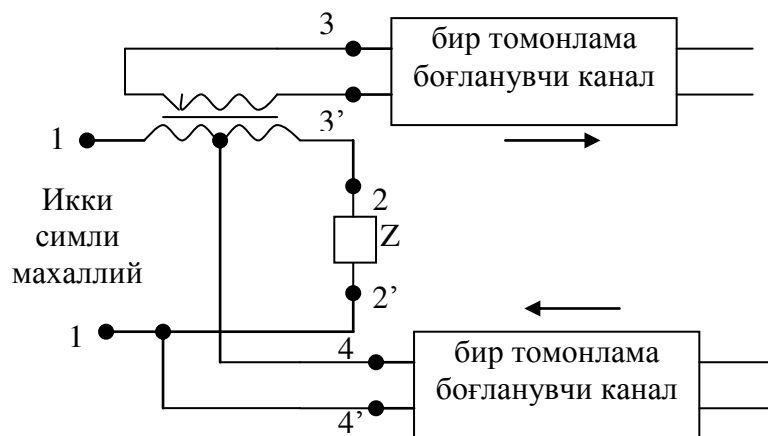 3
бир томонлама
боғланувчи канал
3’
1
Икки
симли
махаллий
2
Z
2’
1
4
бир томонлама
боғланувчи канал
4’